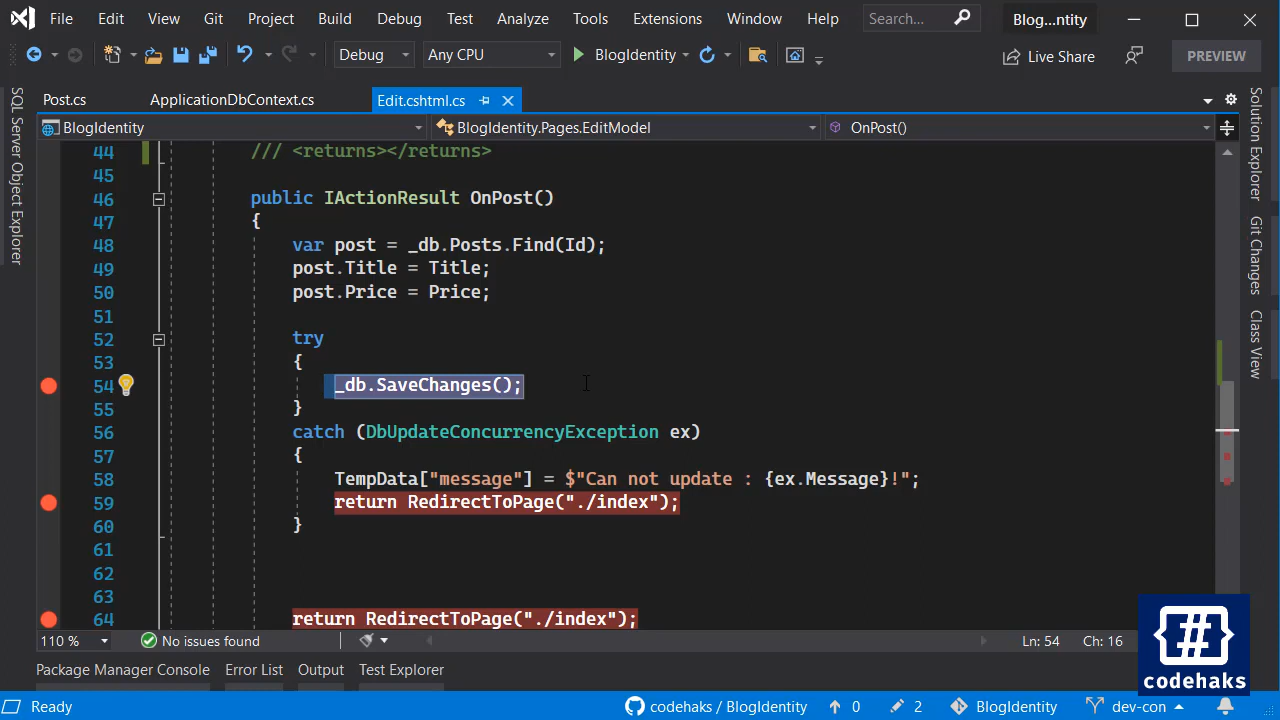 File Edit View Git Project Build Debug Test Analyze Tools Extensions Window Help Search... Blog...ntity
Debug Any CPU BlogIdentity Live Share PREVIEW
Post.cs ApplicationDbContext.cs Edit.cshtml.cs
BlogIdentity BlogIdentity.Pages.EditModel OnPost()
SQL Server Object Explorer
Solution Explorer
Git Changes
Class View
44 /// <returns></returns>
45
46 public IActionResult OnPost()
47 {
48 var post = _db.Posts.Find(Id);
49 post.Title = Title;
50 post.Price = Price;
51
52 try
53 {
54 _db.SaveChanges();
55 }
56 catch (DbUpdateConcurrencyException ex)
57 {
58 TempData["message"] = $"Can not update : {ex.Message}!";
59 return RedirectToPage("./index");
60 }
61
62
63
64 return RedirectToPage("./index");
110 % No issues found Ln: 54 Ch: 16
Package Manager Console Error List Output Test Explorer
{#}
codehaks
Ready codehaks / BlogIdentity 0 2 BlogIdentity dev-con